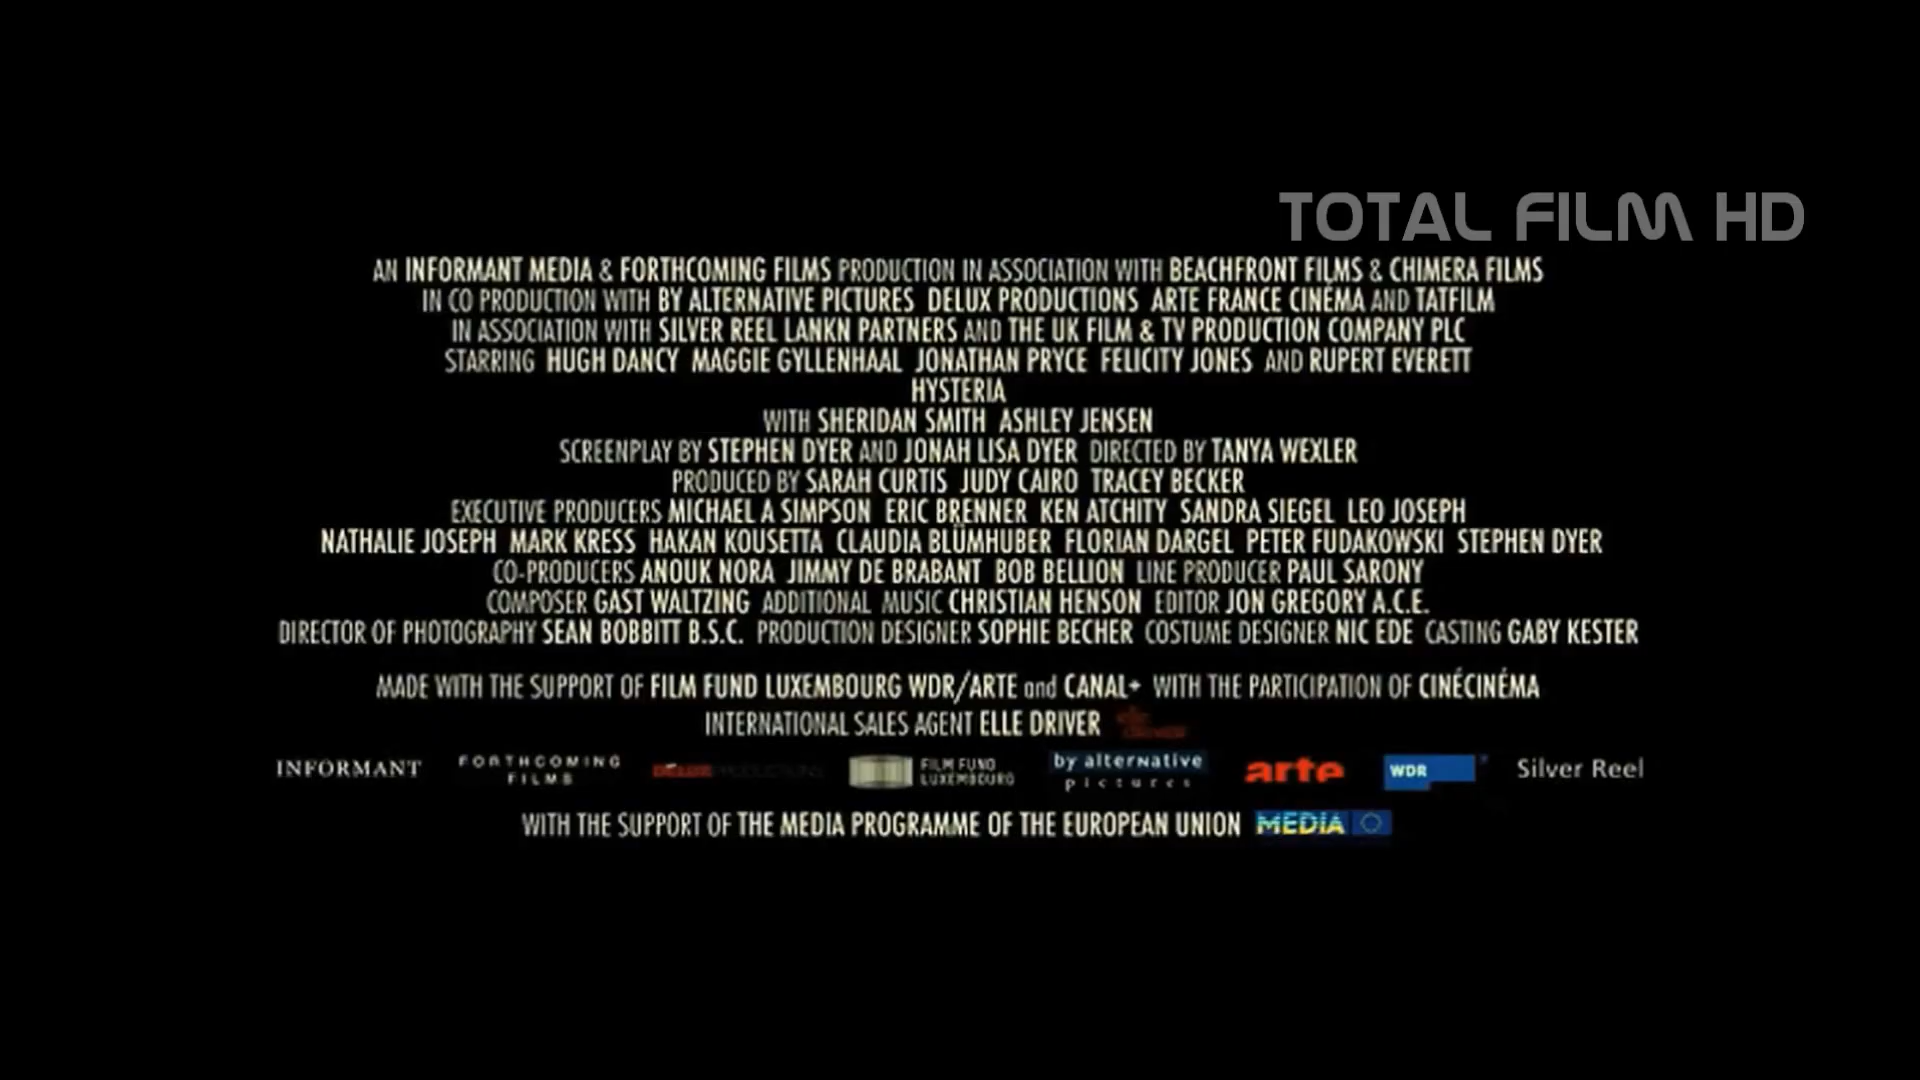 TOTAL FILM HD
AN INFORMANT MEDIA & FORTHCOMING FILMS PRODUCTION IN ASSOCIATION WITH BEACHFRONT FILMS & CHIMERA FILMS
IN CO PRODUCTION WITH BY ALTERNATIVE PICTURES DELUX PRODUCTIONS ARTE FRANCE CINÉMA AND TATFILM
IN ASSOCIATION WITH SILVER REEL LANKN PARTNERS AND THE UK FILM & TV PRODUCTION COMPANY PLC
STARRING HUGH DANCY MAGGIE GYLLENHAAL JONATHAN PRYCE FELICITY JONES AND RUPERT EVERETT
HYSTERIA
WITH SHERIDAN SMITH ASHLEY JENSEN
SCREENPLAY BY STEPHEN DYER AND JONAH LISA DYER DIRECTED BY TANYA WEXLER
PRODUCED BY SARAH CURTIS JUDY CAIRO TRACEY BECKER
EXECUTIVE PRODUCERS MICHAEL A SIMPSON ERIC BRENNER KEN ATCHITY SANDRA SIEGEL LEO JOSEPH
NATHALIE JOSEPH MARK KRESS HAKAN KOUSETTA CLAUDIA BLÜMHUBER FLORIAN DARGEL PETER FUDAKOWSKI STEPHEN DYER
CO-PRODUCERS ANOUK NORA JIMMY DE BRABANT BOB BELLION LINE PRODUCER PAUL SARONY
COMPOSER GAST WALTZING ADDITIONAL MUSIC CHRISTIAN HENSON EDITOR JON GREGORY A.C.E.
DIRECTOR OF PHOTOGRAPHY SEAN BOBBITT B.S.C. PRODUCTION DESIGNER SOPHIE BECHER COSTUME DESIGNER NIC EDE CASTING GABY KESTER
MADE WITH THE SUPPORT OF FILM FUND LUXEMBOURG WDR/ARTE and CANAL+ WITH THE PARTICIPATION OF CINÉCINÉMA
INTERNATIONAL SALES AGENT ELLE DRIVER
INFORMANT FORTHCOMING FILMS DELUXE PRODUCTIONS FILM FUND LUXEMBOURG by alterNative pictures arte WDR Silver Reel
WITH THE SUPPORT OF THE MEDIA PROGRAMME OF THE EUROPEAN UNION MEDIA